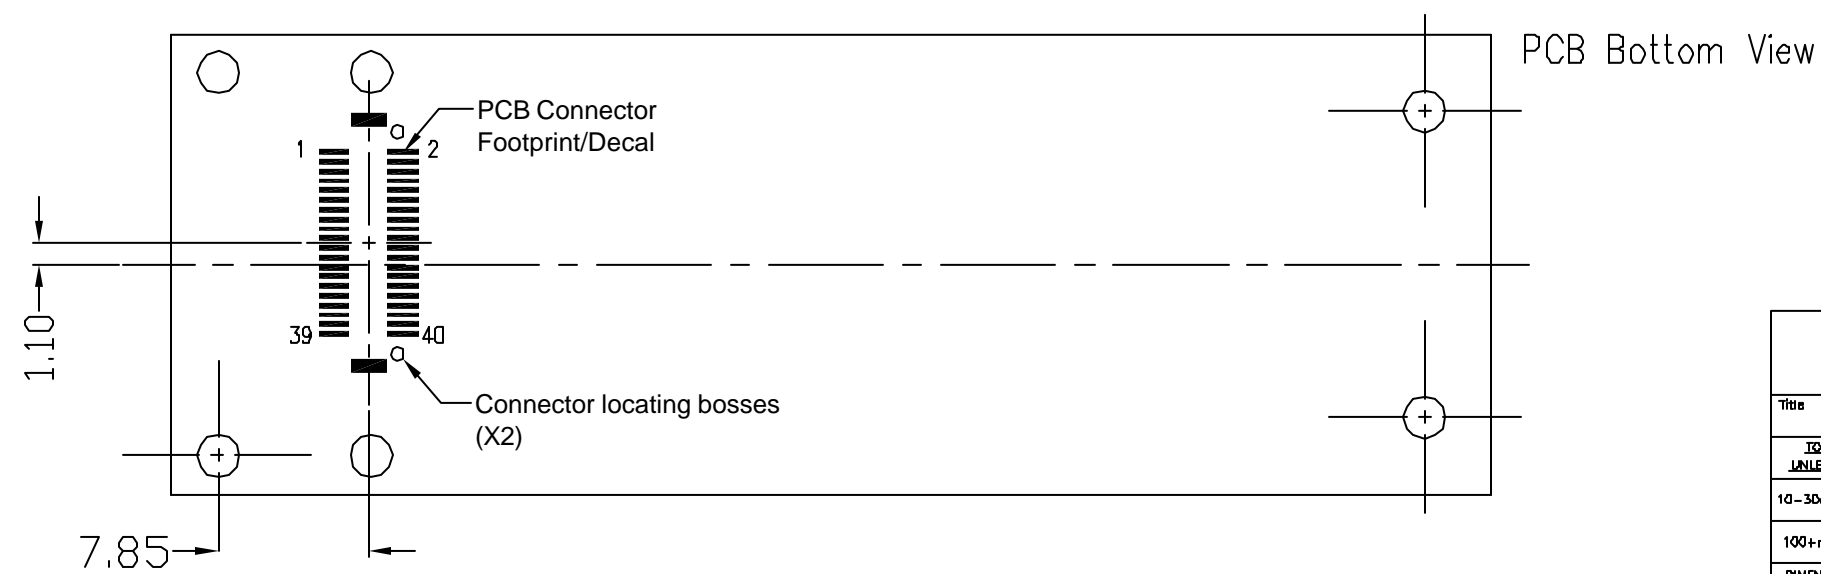 PCB Bottom View
PCB Connector
Footprint/Decal
1
2
39
40
1.10
Connector locating bosses
(X2)
7.85
Title